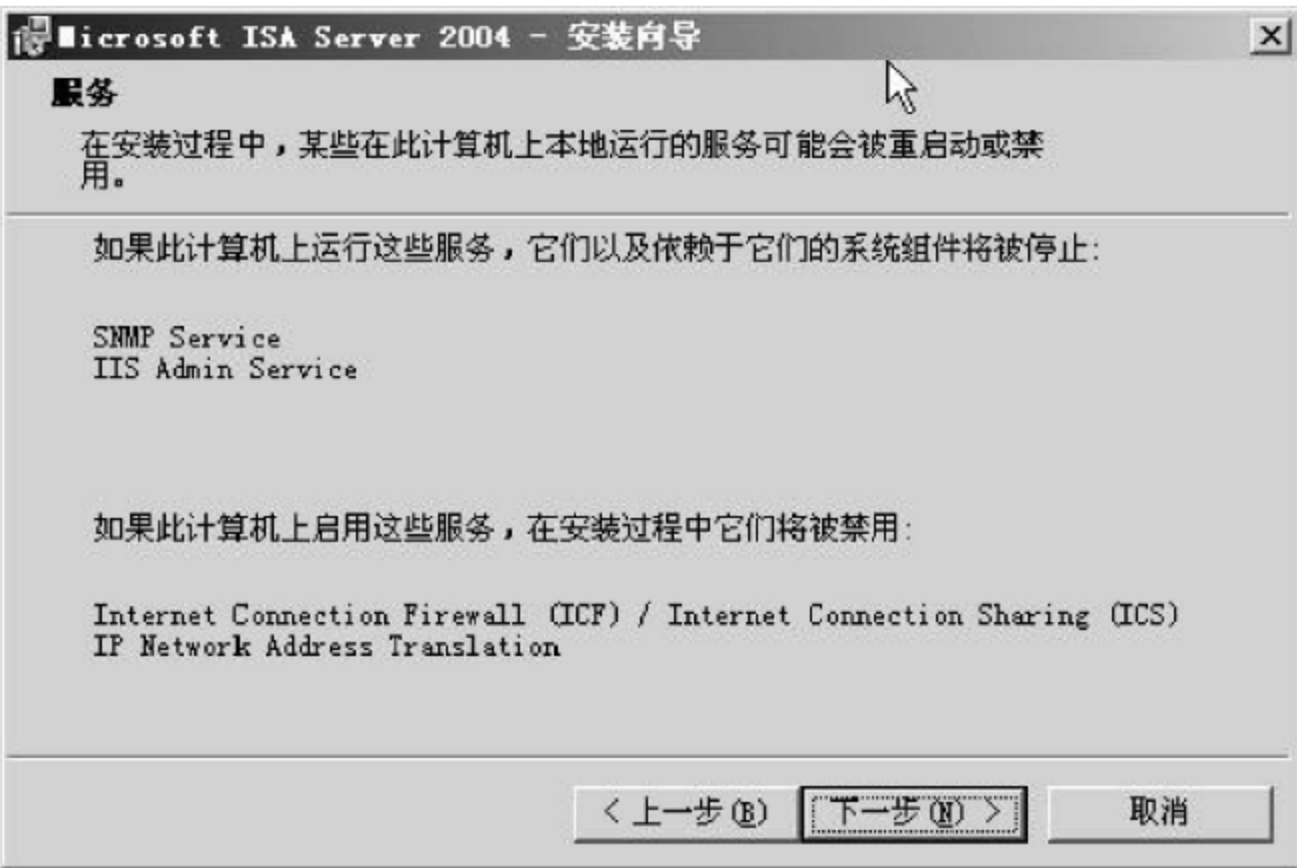 Microsoft ISA Server 2004 - 安装向导
服务
在安装过程中，某些在此计算机上本地运行的服务可能会被重启动或禁
用。
如果此计算机上运行这些服务，它们以及依赖于它们的系统组件将被停止:
SNMP Service
IIS Admin Service
如果此计算机上启用这些服务，在安装过程中它们将被禁用:
Internet Connection Firewall (ICF) / Internet Connection Sharing (ICS)
IP Network Address Translation
< 上一步(B) 下一步(N) > 取消